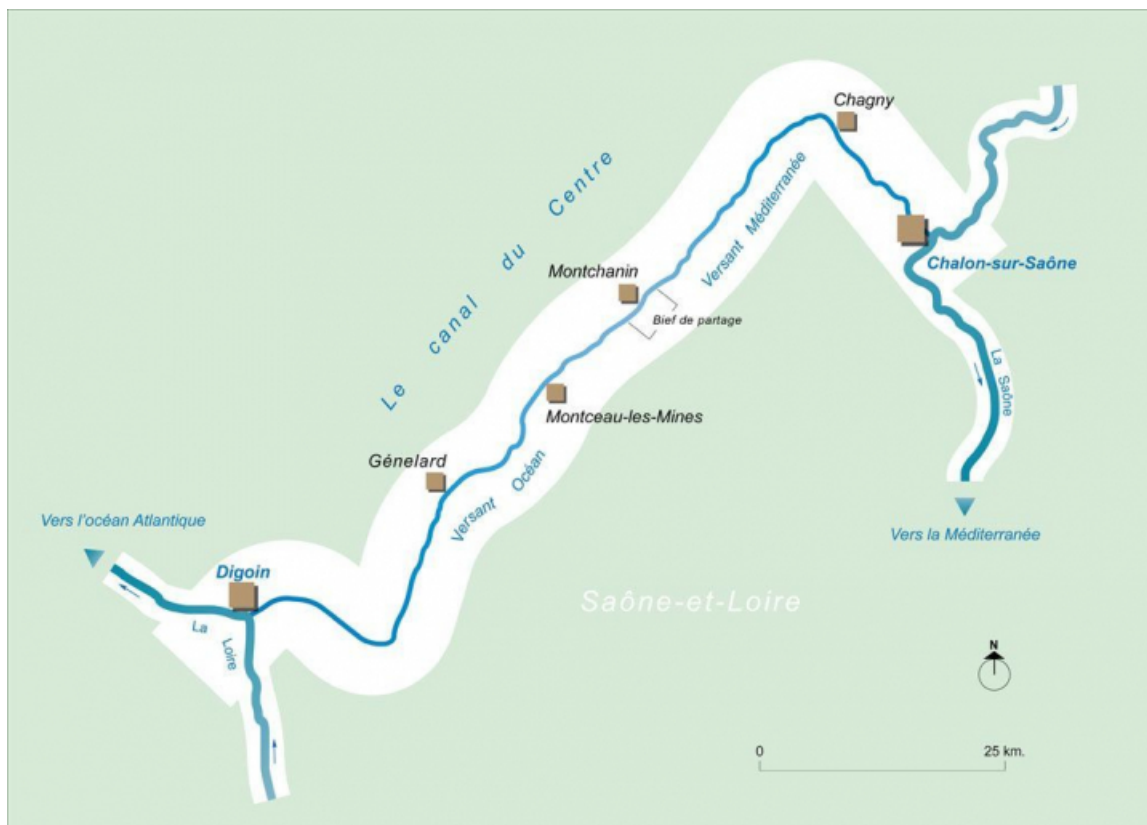 Chagny
Le canal du Centre
Versant Méditerranée
Chalon-sur-Saône
Montchanin
Bief de partage
La Saône
Montceau-les-Mines
Génelard
Versant Océan
Vers l'océan Atlantique
Vers la Méditerranée
Digoin
Saône-et-Loire
La Loire
N
0 25 km.